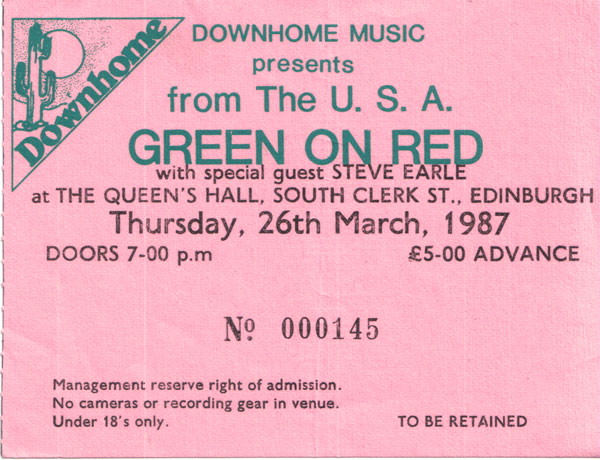 Downhome
DOWNHOME MUSIC
presents
from The U. S. A.
GREEN ON RED
with special guest STEVE EARLE
at THE QUEEN'S HALL, SOUTH CLERK ST., EDINBURGH
Thursday, 26th March, 1987
DOORS 7-00 p.m £5-00 ADVANCE
Nº 000145
Management reserve right of admission.
No cameras or recording gear in venue.
Under 18's only. TO BE RETAINED